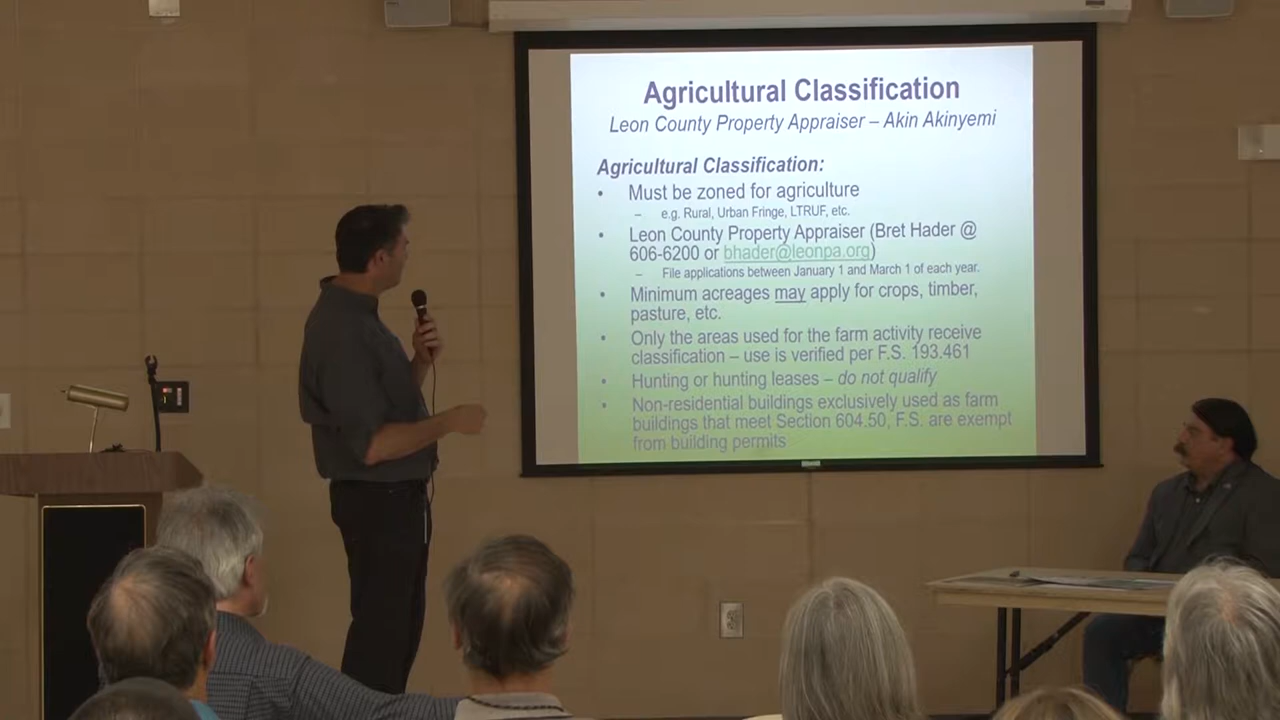 Agricultural Classification
Leon County Property Appraiser – Akin Akinyemi
Agricultural Classification:
• Must be zoned for agriculture
– e.g. Rural, Urban Fringe, LTRUF, etc.
• Leon County Property Appraiser (Bret Hader @
606-6200 or bhader@leonpa.org)
– File applications between January 1 and March 1 of each year.
• Minimum acreages may apply for crops, timber,
pasture, etc.
• Only the areas used for the farm activity receive
classification – use is verified per F.S. 193.461
• Hunting or hunting leases – do not qualify
• Non-residential buildings exclusively used as farm
buildings that meet Section 604.50, F.S. are exempt
from building permits